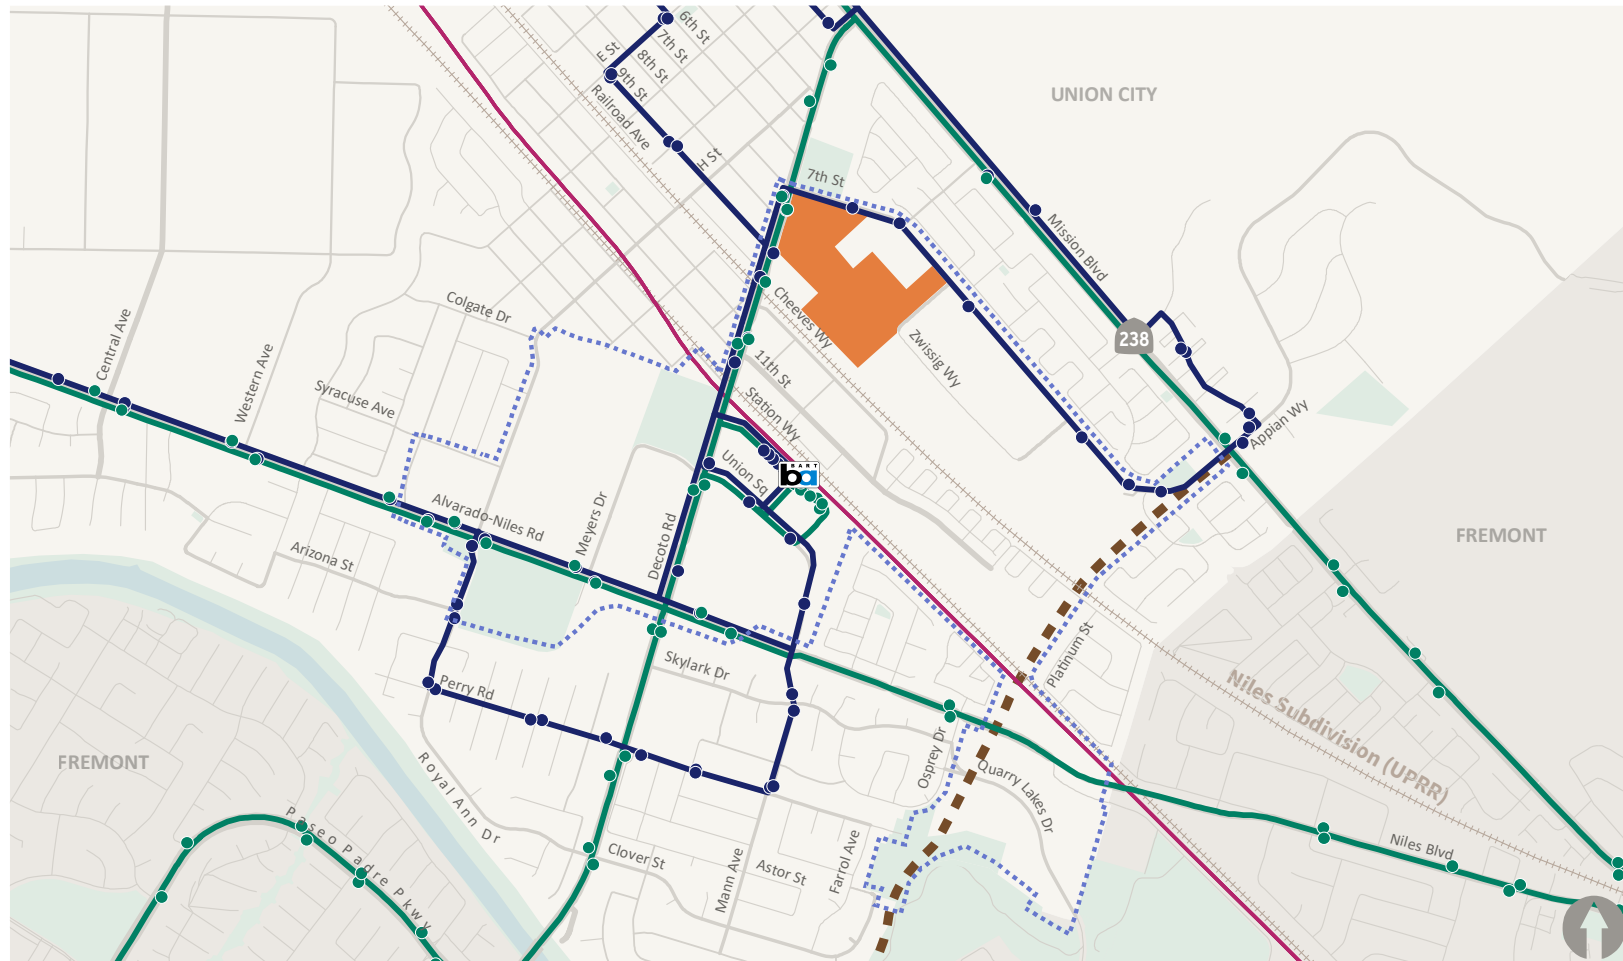 6th St
7th St
8th St
9th St
E St
Railroad Ave
H St
UNION CITY
7th St
Mission Blvd
238
Cheeves Wy
Zwissig Wy
11th St
Station Wy
Colgate Dr
Central Ave
Western Ave
Syracuse Ave
Union Sq
BART
ba
Appian Wy
Alvarado-Niles Rd
Meyers Dr
Decoto Rd
Arizona St
FREMONT
Platinum St
Skylark Dr
Perry Rd
Niles Subdivision (UPRR)
Osprey Dr
Quarry Lakes Dr
FREMONT
Royal Ann Dr
Paseo Padre Pkwy
Clover St
Mann Ave
Astor St
Farrol Ave
Niles Blvd